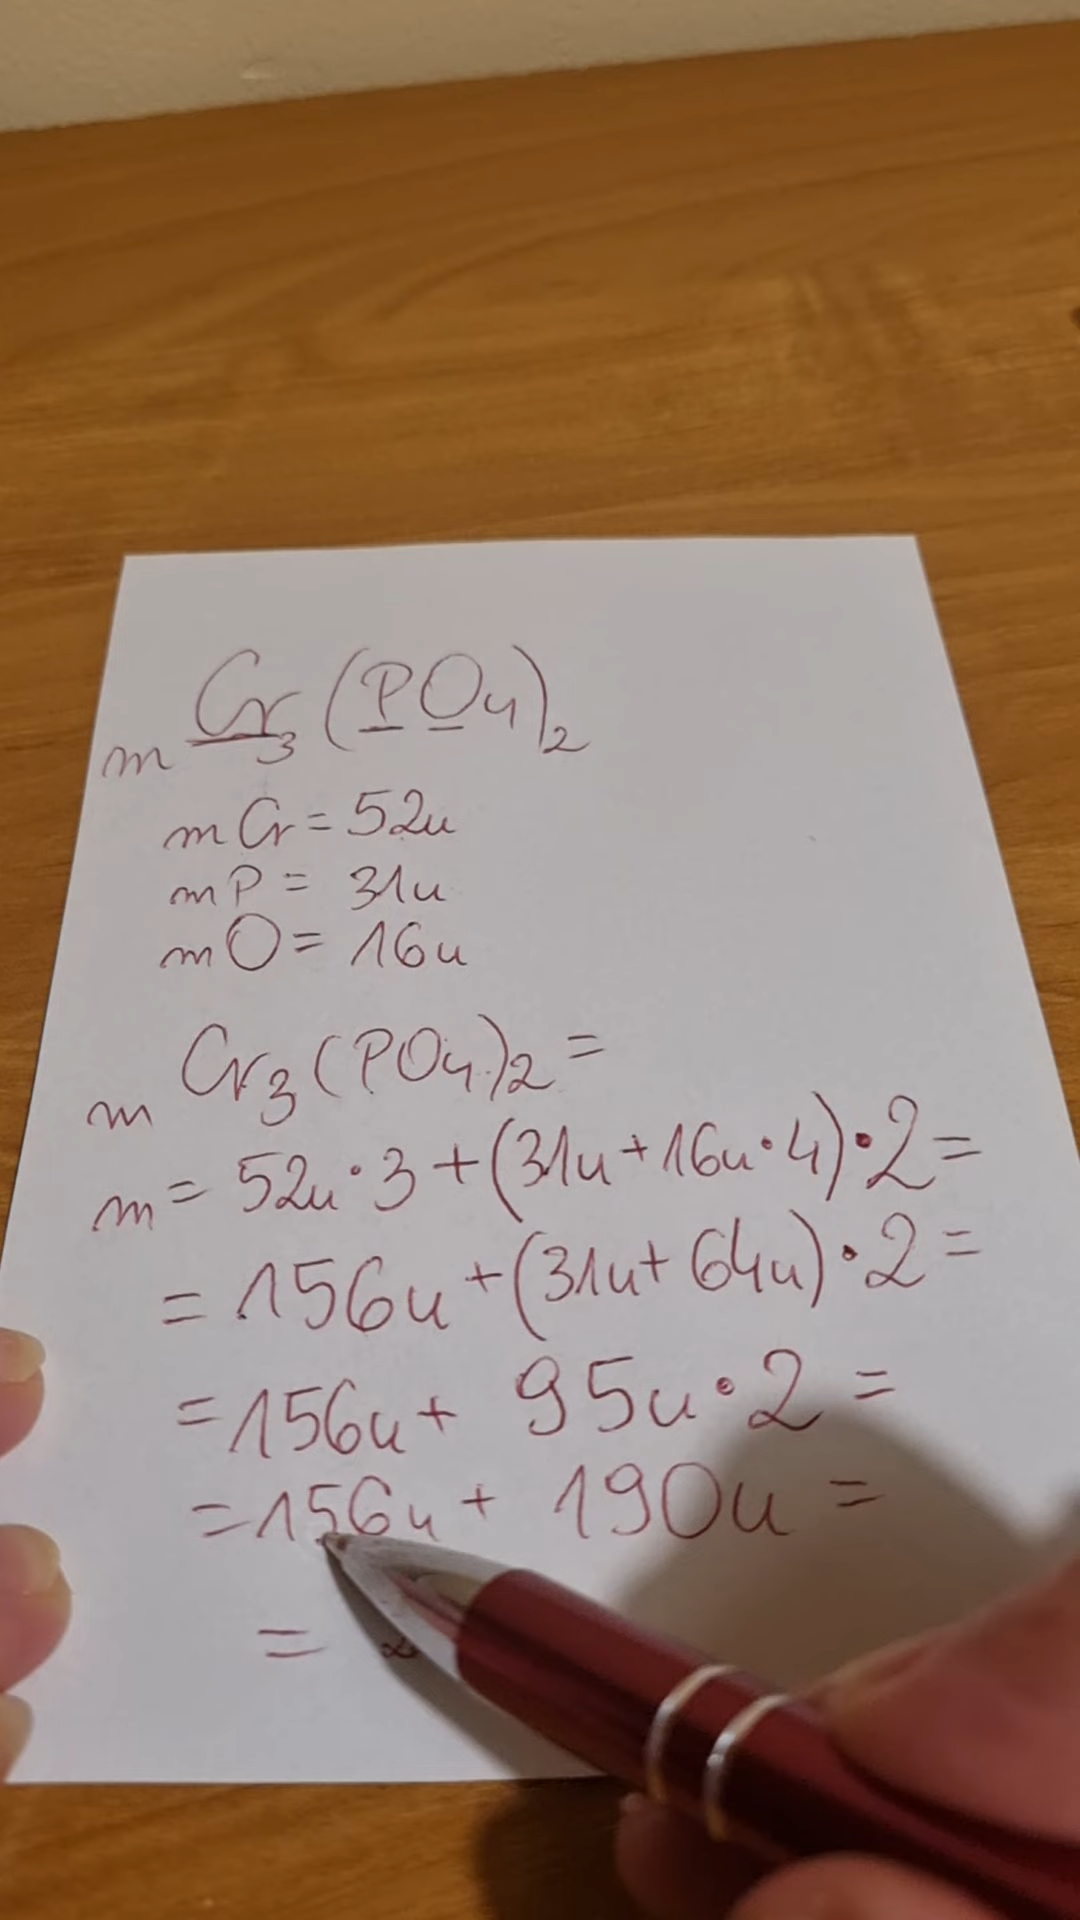 m Cr₃(PO₄)₂
mCr = 52u
mP = 31u
mO = 16u
m Cr₃(PO₄)₂ =
m = 52u · 3 + (31u + 16u · 4) · 2 =
= 156u + (31u + 64u) · 2 =
= 156u + 95u · 2 =
= 156u + 190u =
=